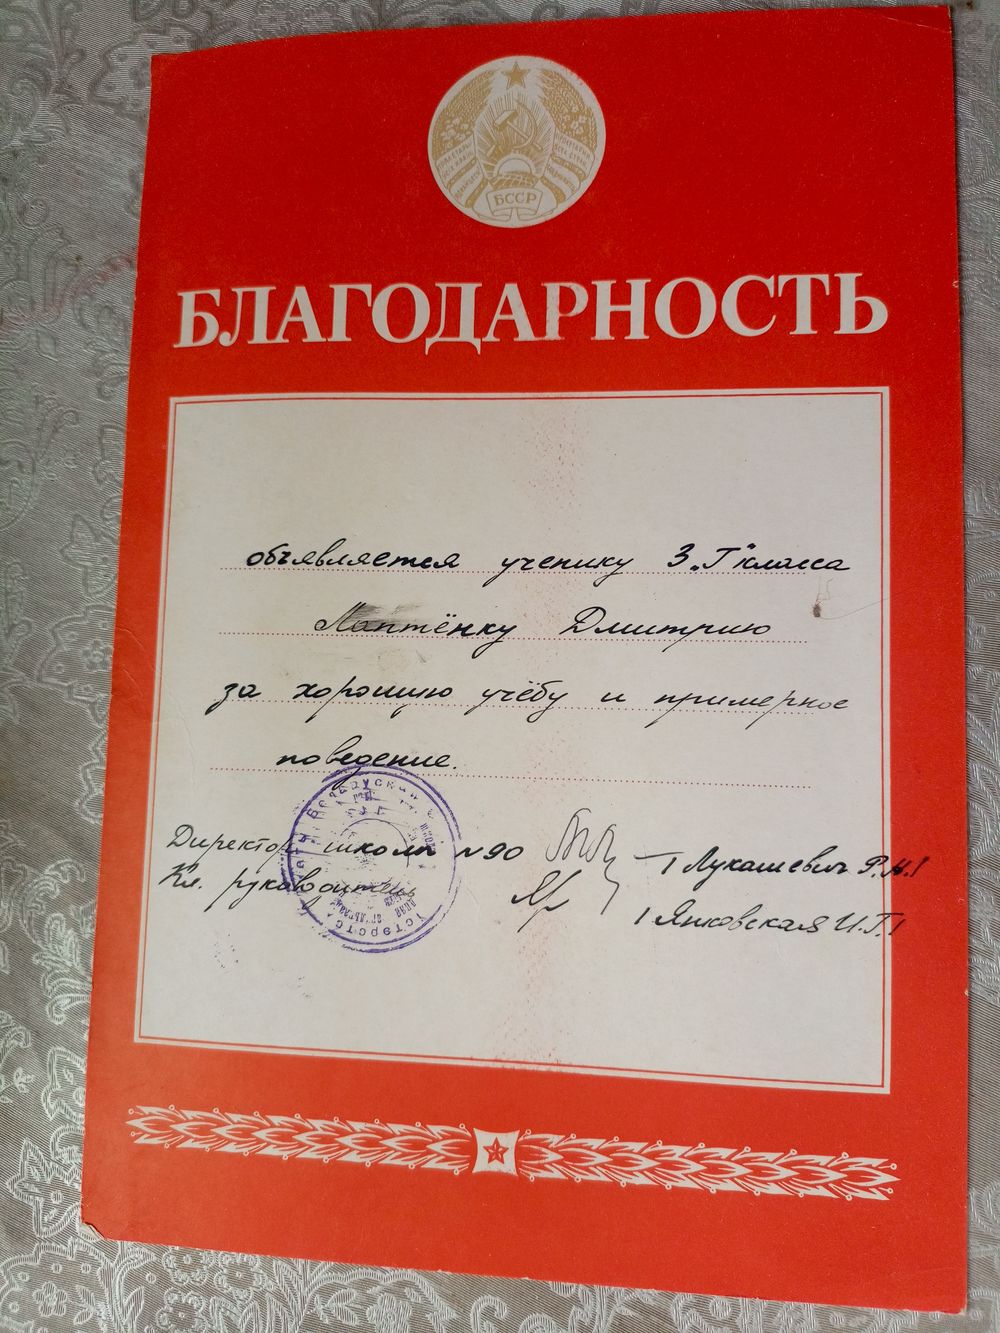 БССР
БЛАГОДАРНОСТЬ
объявляется ученику 3 „Г" класса
Лаптёнку Дмитрию
за хорошую учёбу и примерное
поведение.
Директор школы №90 / Лукашевич Р.Н./
Кл. руководитель / Янковская И.Г./